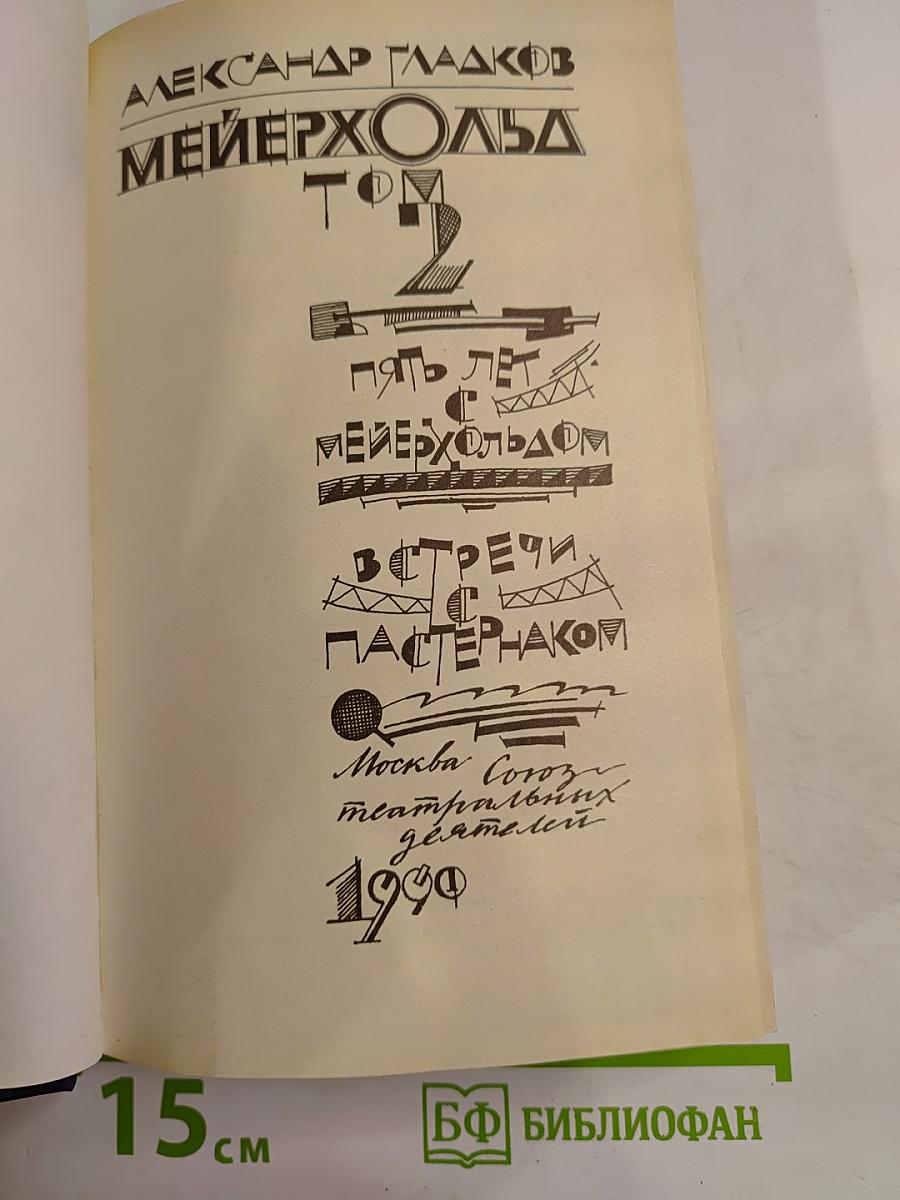 АЛЕКСАНДР ГЛАДКОВ
МЕЙЕРХОЛЬД
ТОМ
2
ПЯТЬ ЛЕТ
С
МЕЙЕРХОЛЬДОМ
ВСТРЕЧИ
С
ПАСТЕРНАКОМ
Москва Союз
театральных
деятелей
1990
15 см
БФ БИБЛИОФАН